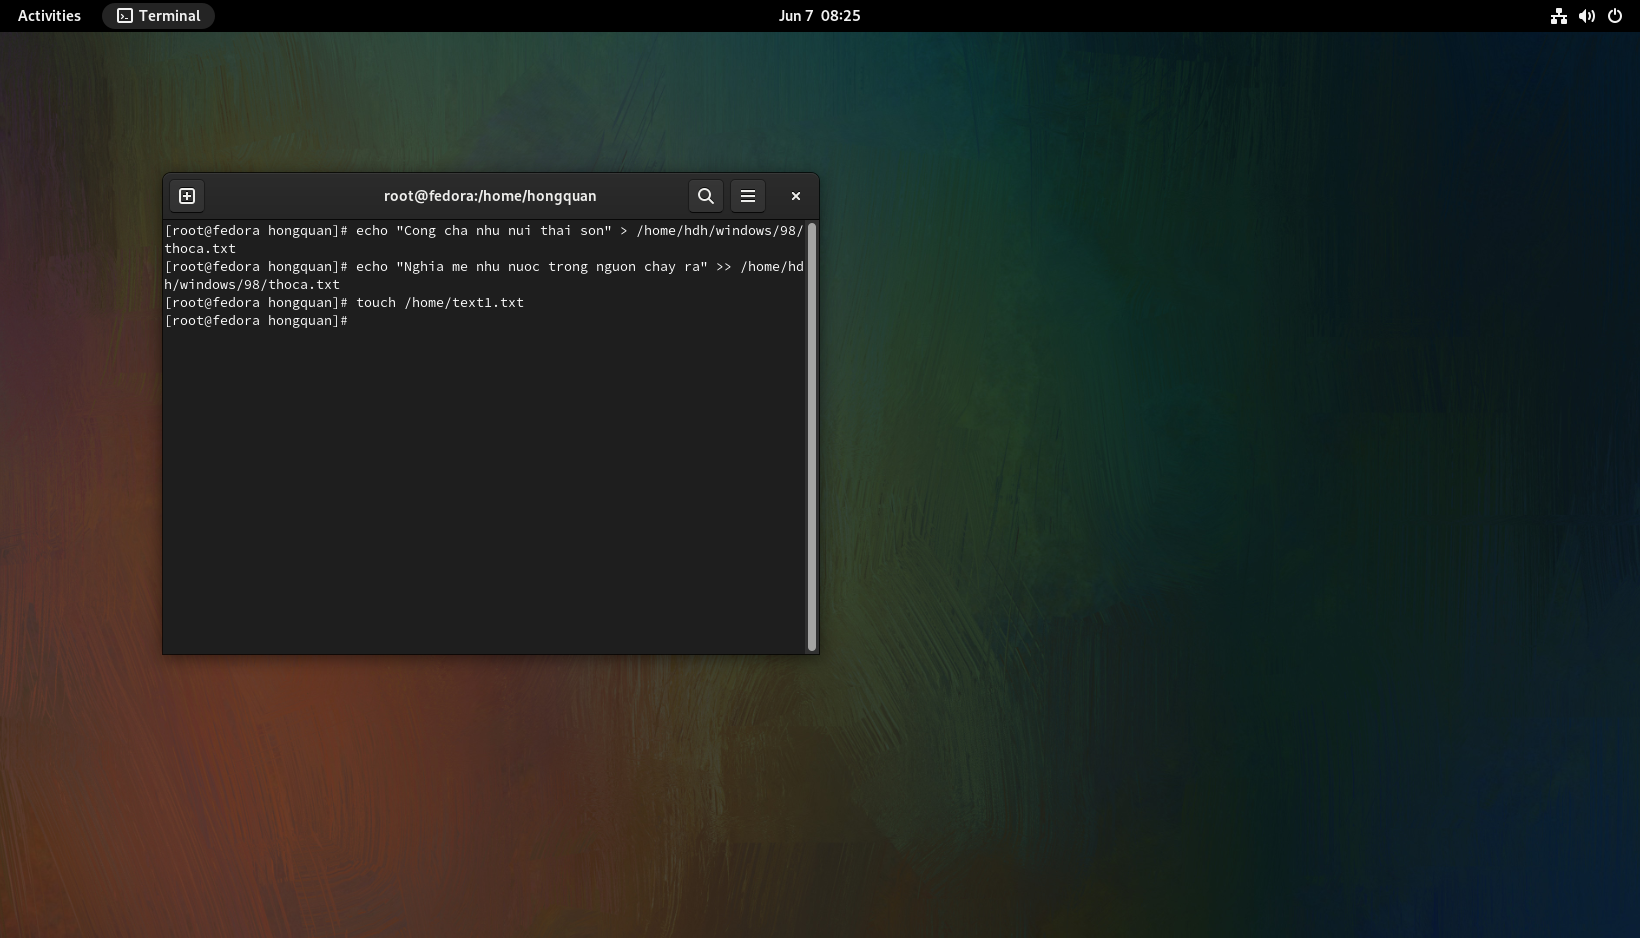 Activities
Terminal
Jun 7 08:25
root@fedora:/home/hongquan
[root@fedora hongquan]# echo "Cong cha nhu nui thai son" > /home/hdh/windows/98/
thoca.txt
[root@fedora hongquan]# echo "Nghia me nhu nuoc trong nguon chay ra" >> /home/hd
h/windows/98/thoca.txt
[root@fedora hongquan]# touch /home/text1.txt
[root@fedora hongquan]#